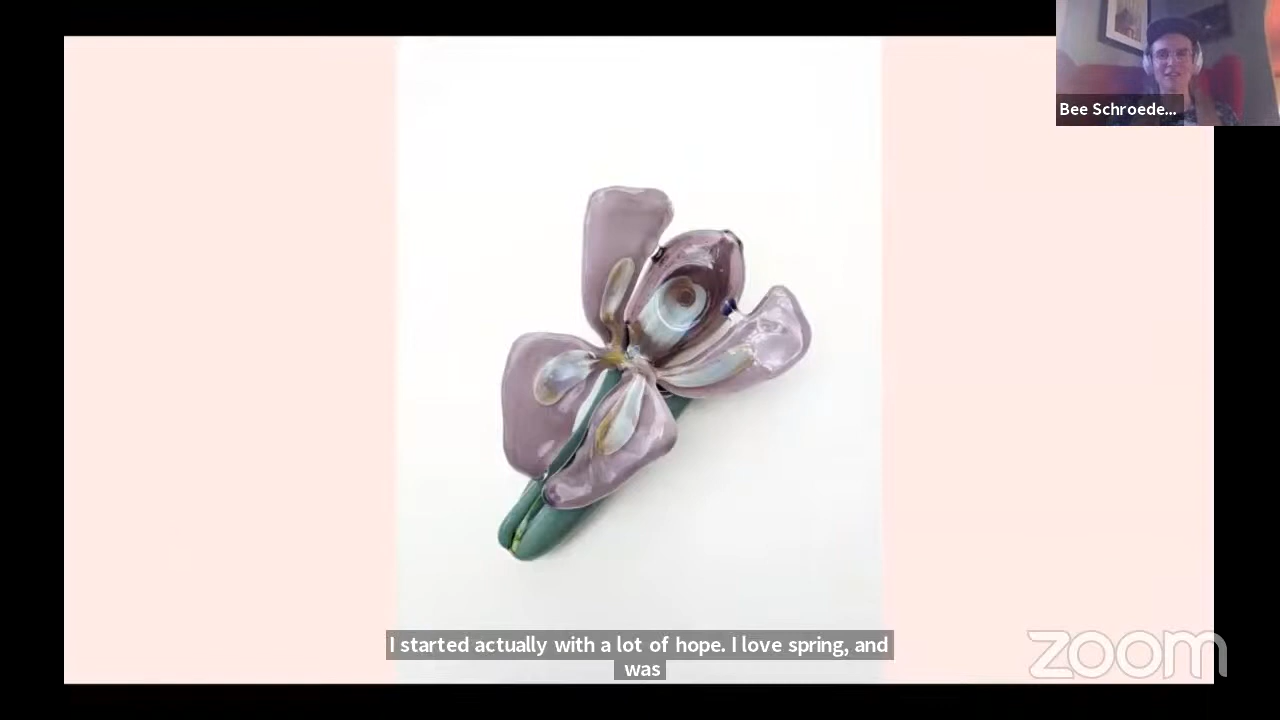 Bee Schroede...
I started actually with a lot of hope. I love spring, and
was
zoom